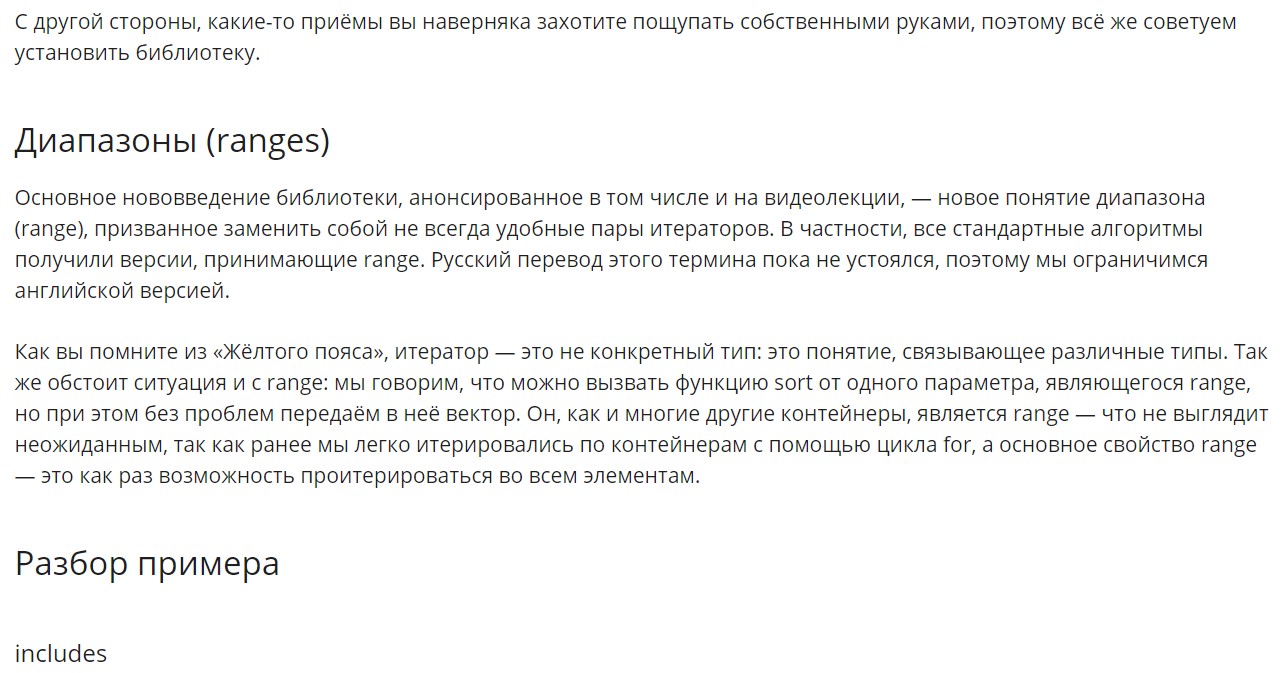 С другой стороны, какие-то приёмы вы наверняка захотите пощупать собственными руками, поэтому всё же советуем
установить библиотеку.
Диапазоны (ranges)
Основное нововведение библиотеки, анонсированное в том числе и на видеолекции, — новое понятие диапазона
(range), призванное заменить собой не всегда удобные пары итераторов. В частности, все стандартные алгоритмы
получили версии, принимающие range. Русский перевод этого термина пока не устоялся, поэтому мы ограничимся
английской версией.
Как вы помните из «Жёлтого пояса», итератор — это не конкретный тип: это понятие, связывающее различные типы. Так
же обстоит ситуация и с range: мы говорим, что можно вызвать функцию sort от одного параметра, являющегося range,
но при этом без проблем передаём в неё вектор. Он, как и многие другие контейнеры, является range — что не выглядит
неожиданным, так как ранее мы легко итерировались по контейнерам с помощью цикла for, а основное свойство range
— это как раз возможность проитерироваться во всем элементам.
Разбор примера
includes